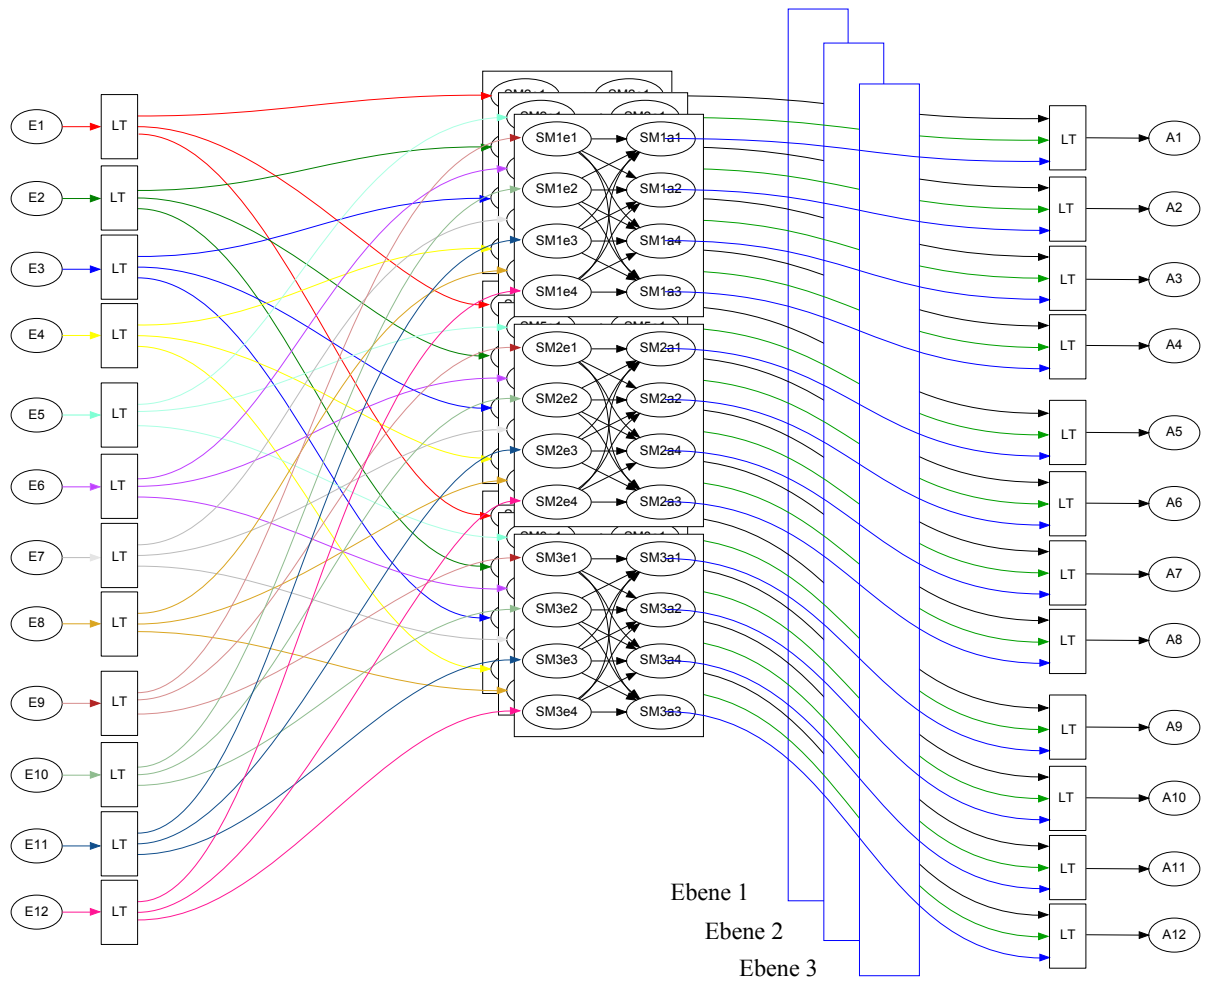 E1
LT
E2
LT
E3
LT
E4
LT
E5
LT
E6
LT
E7
LT
E8
LT
E9
LT
E10
LT
E11
LT
E12
LT
SM1e1 SM1a1
SM1e2 SM1a2
SM1e3 SM1a4
SM1e4 SM1a3
SM2e1 SM2a1
SM2e2 SM2a2
SM2e3 SM2a4
SM2e4 SM2a3
SM3e1 SM3a1
SM3e2 SM3a2
SM3e3 SM3a4
SM3e4 SM3a3
Ebene 1
Ebene 2
Ebene 3
LT A1
LT A2
LT A3
LT A4
LT A5
LT A6
LT A7
LT A8
LT A9
LT A10
LT A11
LT A12